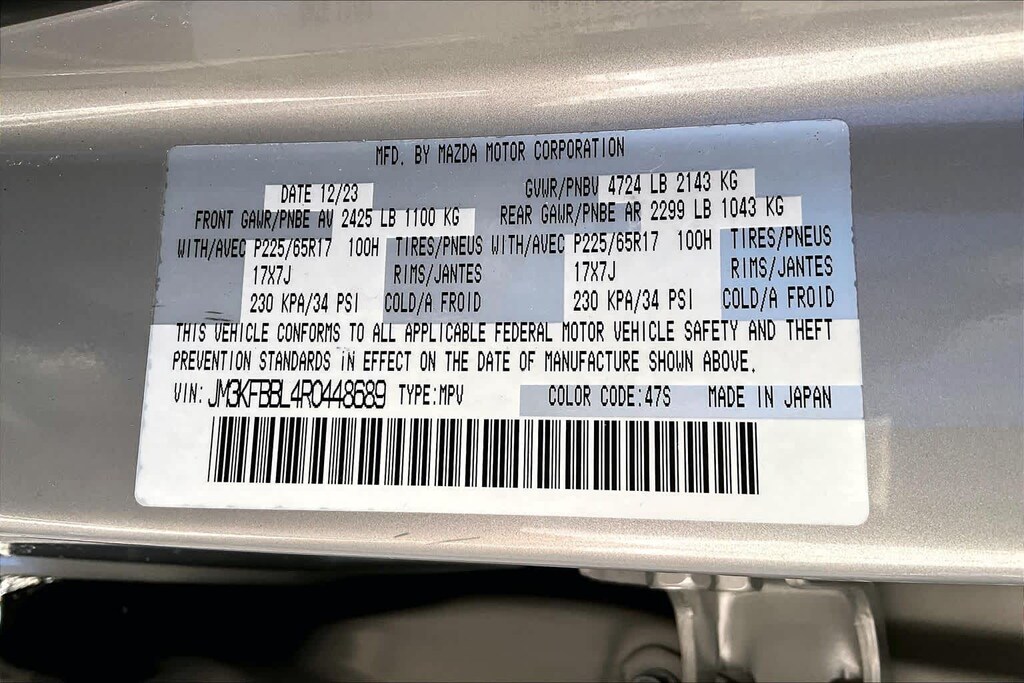 MFD. BY MAZDA MOTOR CORPORATION
DATE 12/23 GVWR/PNBV 4724 LB 2143 KG
FRONT GAWR/PNBE AV 2425 LB 1100 KG REAR GAWR/PNBE AR 2299 LB 1043 KG
WITH/AVEC P225/65R17 100H TIRES/PNEUS WITH/AVEC P225/65R17 100H TIRES/PNEUS
17X7J RIMS/JANTES 17X7J RIMS/JANTES
230 KPA/34 PSI COLD/A FROID 230 KPA/34 PSI COLD/A FROID
THIS VEHICLE CONFORMS TO ALL APPLICABLE FEDERAL MOTOR VEHICLE SAFETY AND THEFT
PREVENTION STANDARDS IN EFFECT ON THE DATE OF MANUFACTURE SHOWN ABOVE.
VIN: JM3KFBBL4R0448689 TYPE:MPV COLOR CODE:47S MADE IN JAPAN